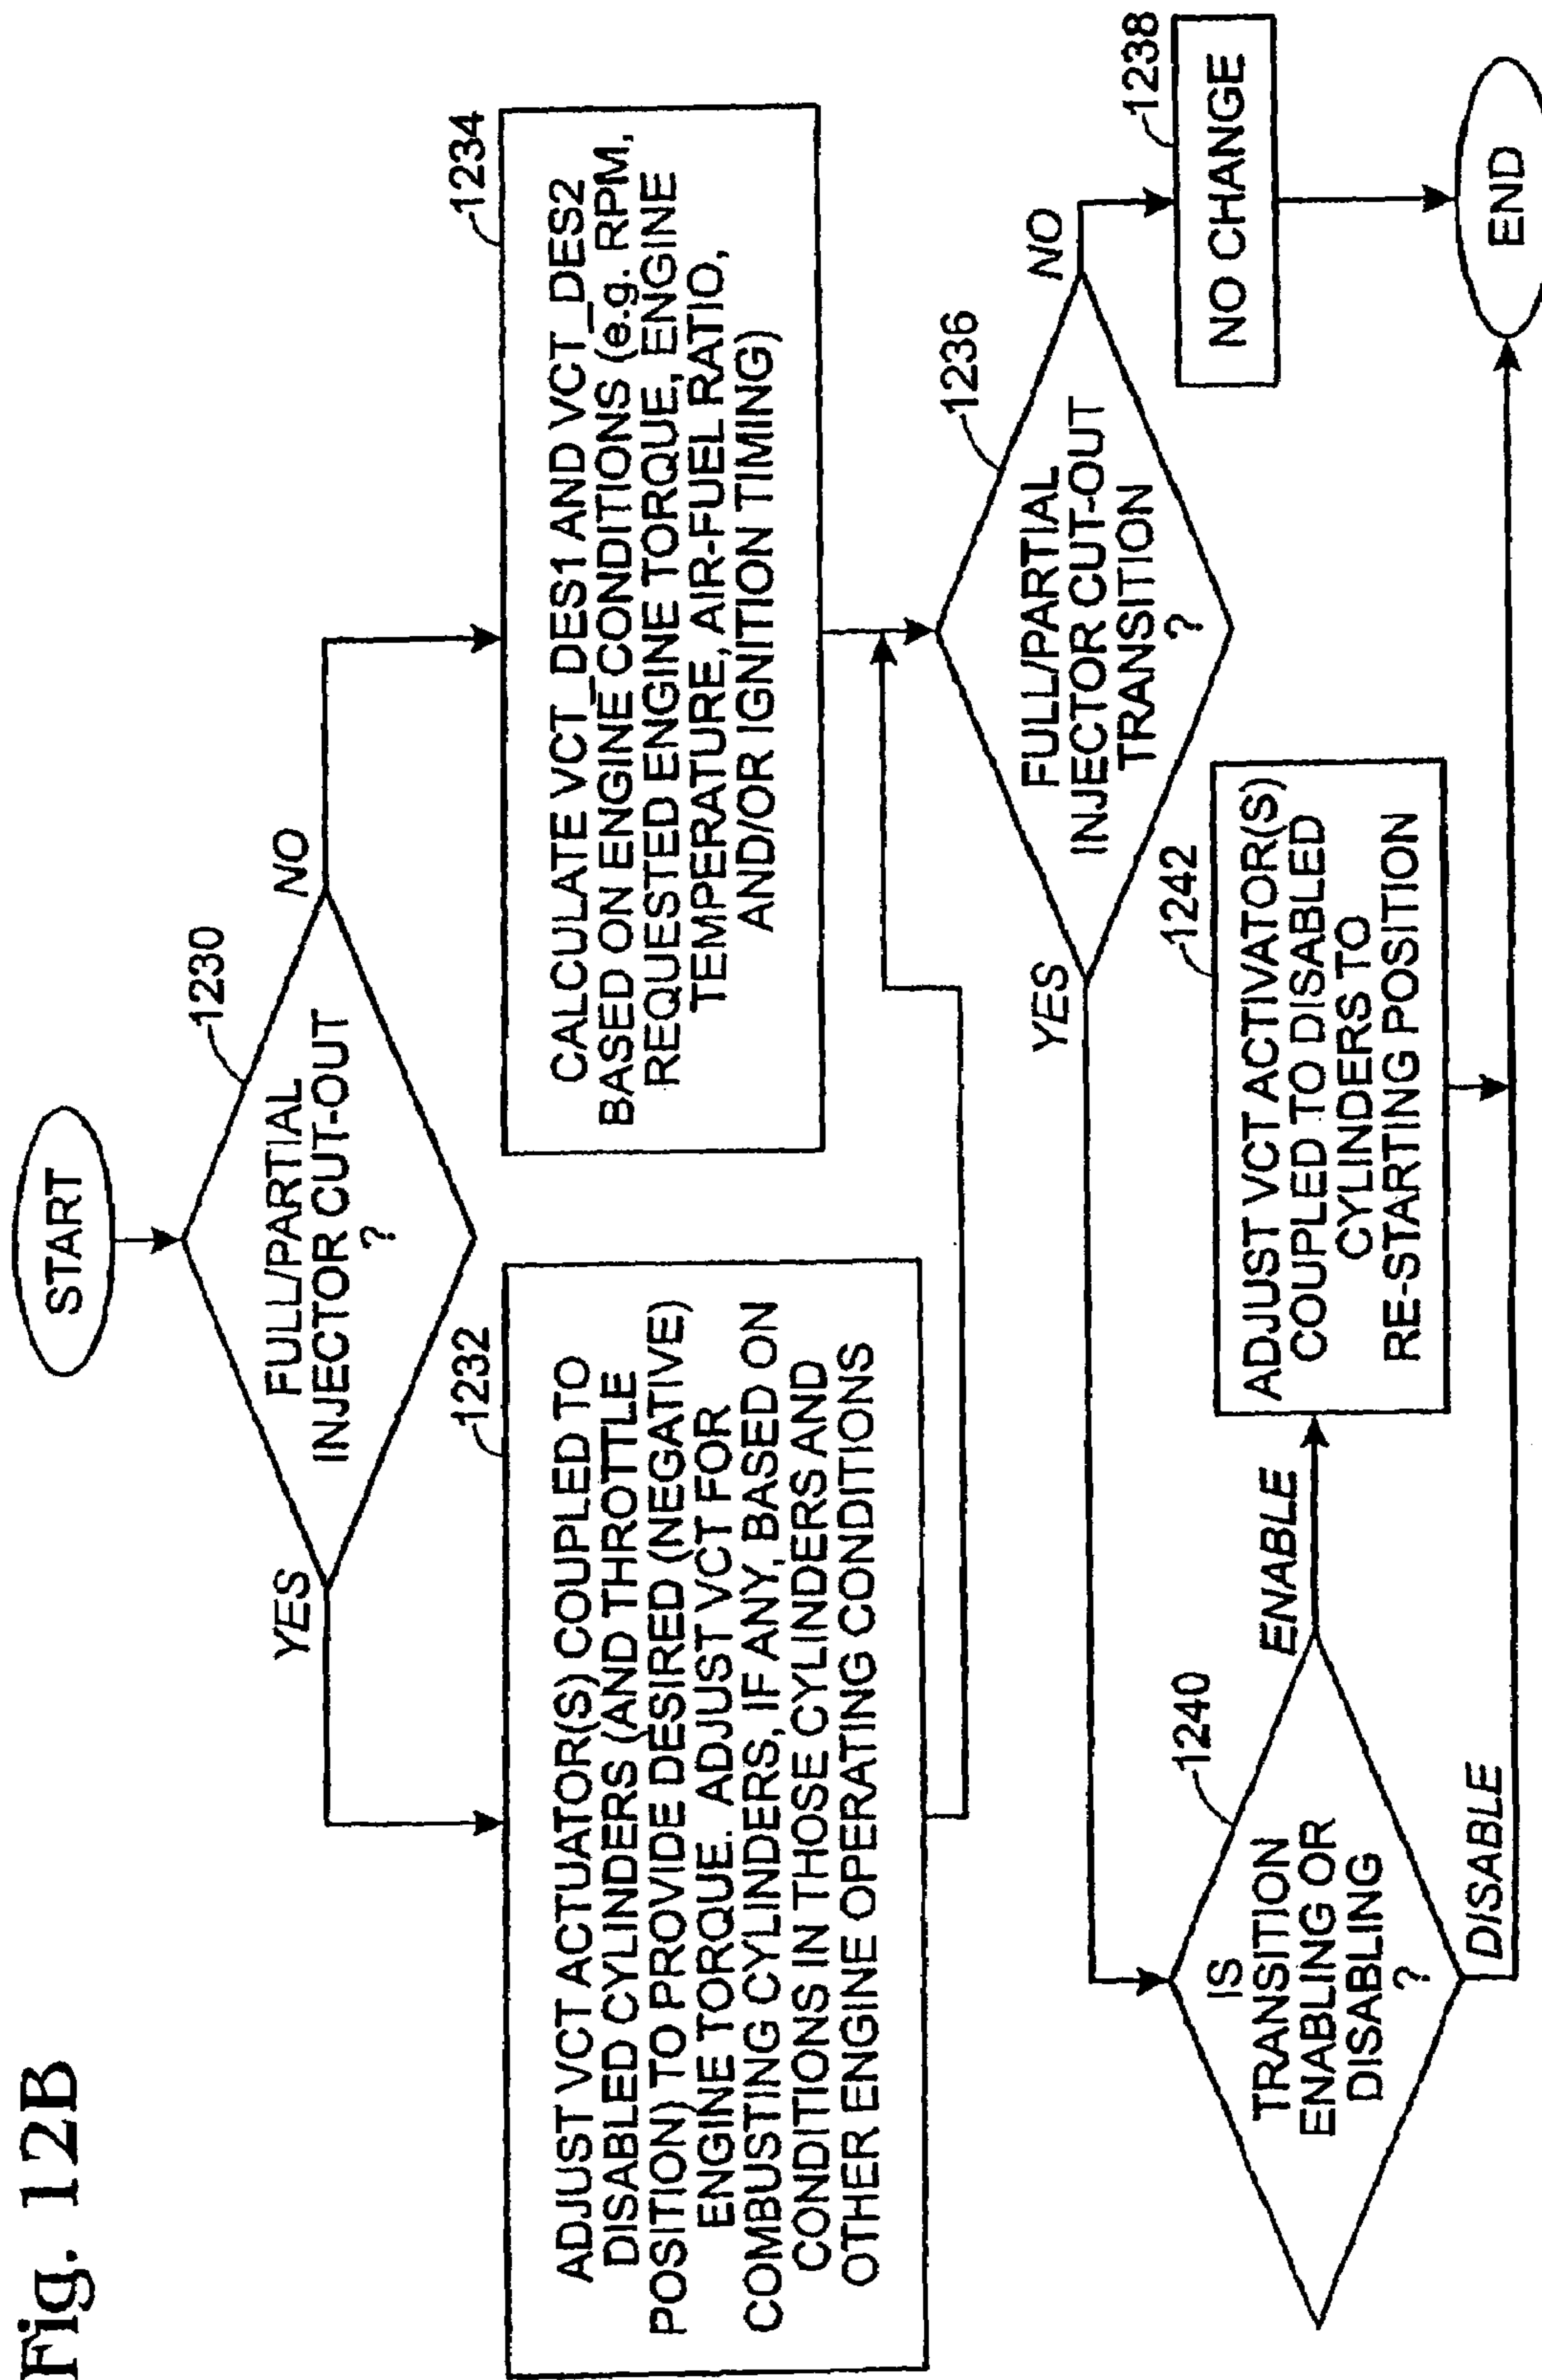 Fig. 12B
START
1230
FULL/PARTIAL
INJECTOR CUT-OUT
?
YES
NO
1232
ADJUST VCT ACTUATOR(S) COUPLED TO
DISABLED CYLINDERS (AND THROTTLE
POSITION) TO PROVIDE DESIRED (NEGATIVE)
ENGINE TORQUE. ADJUST VCT FOR
COMBUSTING CYLINDERS, IF ANY, BASED ON
CONDITIONS IN THOSE CYLINDERS AND
OTHER ENGINE OPERATING CONDITIONS
1234
CALCULATE VCT_DES1 AND VCT_DES2
BASED ON ENGINE CONDITIONS (e.g. RPM,
REQUESTED ENGINE TORQUE, ENGINE
TEMPERATURE, AIR-FUEL RATIO,
AND/OR IGNITION TIMING)
1236
FULL/PARTIAL
INJECTOR CUT-OUT
TRANSITION
?
YES
NO
1238
NO CHANGE
1240
IS
TRANSITION
ENABLING OR
DISABLING
?
ENABLE
DISABLE
1242
ADJUST VCT ACTIVATOR(S)
COUPLED TO DISABLED
CYLINDERS TO
RE-STARTING POSITION
END